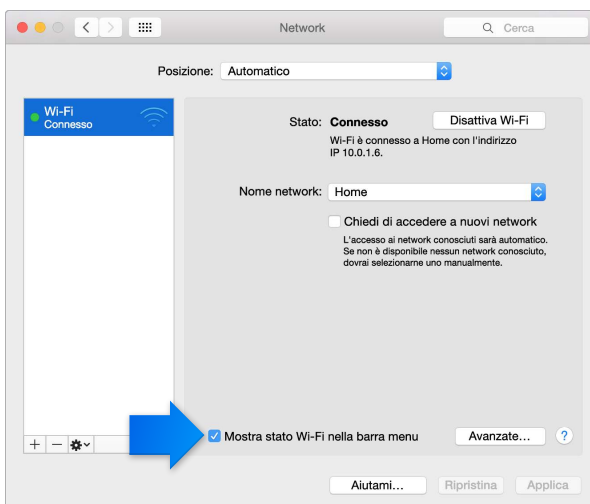 Network
Cerca
Posizione: Automatico
Wi-Fi
Connesso
Stato: Connesso
Disattiva Wi-Fi
Wi-Fi è connesso a Home con l'indirizzo
IP 10.0.1.6.
Nome network: Home
Chiedi di accedere a nuovi network
L'accesso ai network conosciuti sarà automatico.
Se non è disponibile nessun network conosciuto,
dovrai selezionarne uno manualmente.
Mostra stato Wi-Fi nella barra menu
Avanzate...
?
Aiutami...
Ripristina
Applica